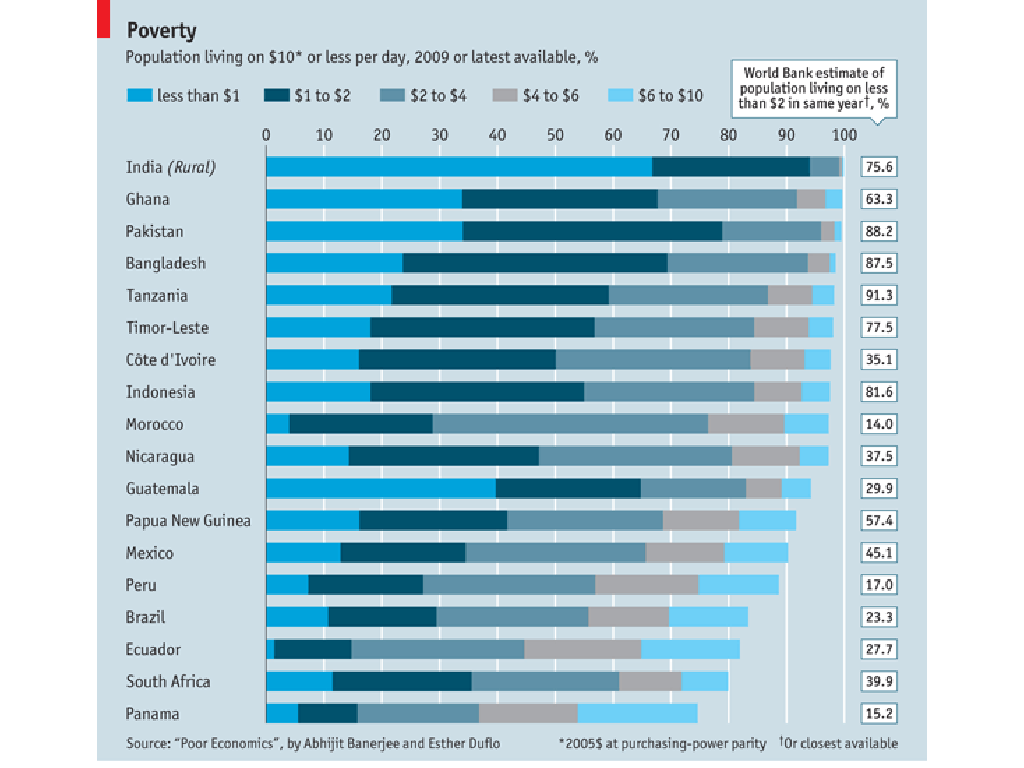 Poverty
Population living on $10* or less per day, 2009 or latest available, %
World Bank estimate of
population living on less
than $2 in same year†, %
less than $1 $1 to $2 $2 to $4 $4 to $6 $6 to $10
0 10 20 30 40 50 60 70 80 90 100
India (Rural) 75.6
Ghana 63.3
Pakistan 88.2
Bangladesh 87.5
Tanzania 91.3
Timor-Leste 77.5
Côte d'Ivoire 35.1
Indonesia 81.6
Morocco 14.0
Nicaragua 37.5
Guatemala 29.9
Papua New Guinea 57.4
Mexico 45.1
Peru 17.0
Brazil 23.3
Ecuador 27.7
South Africa 39.9
Panama 15.2
Source: "Poor Economics", by Abhijit Banerjee and Esther Duflo *2005$ at purchasing-power parity †Or closest available